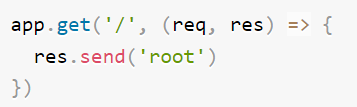 app.get('/', (req, res) => {
  res.send('root')
})